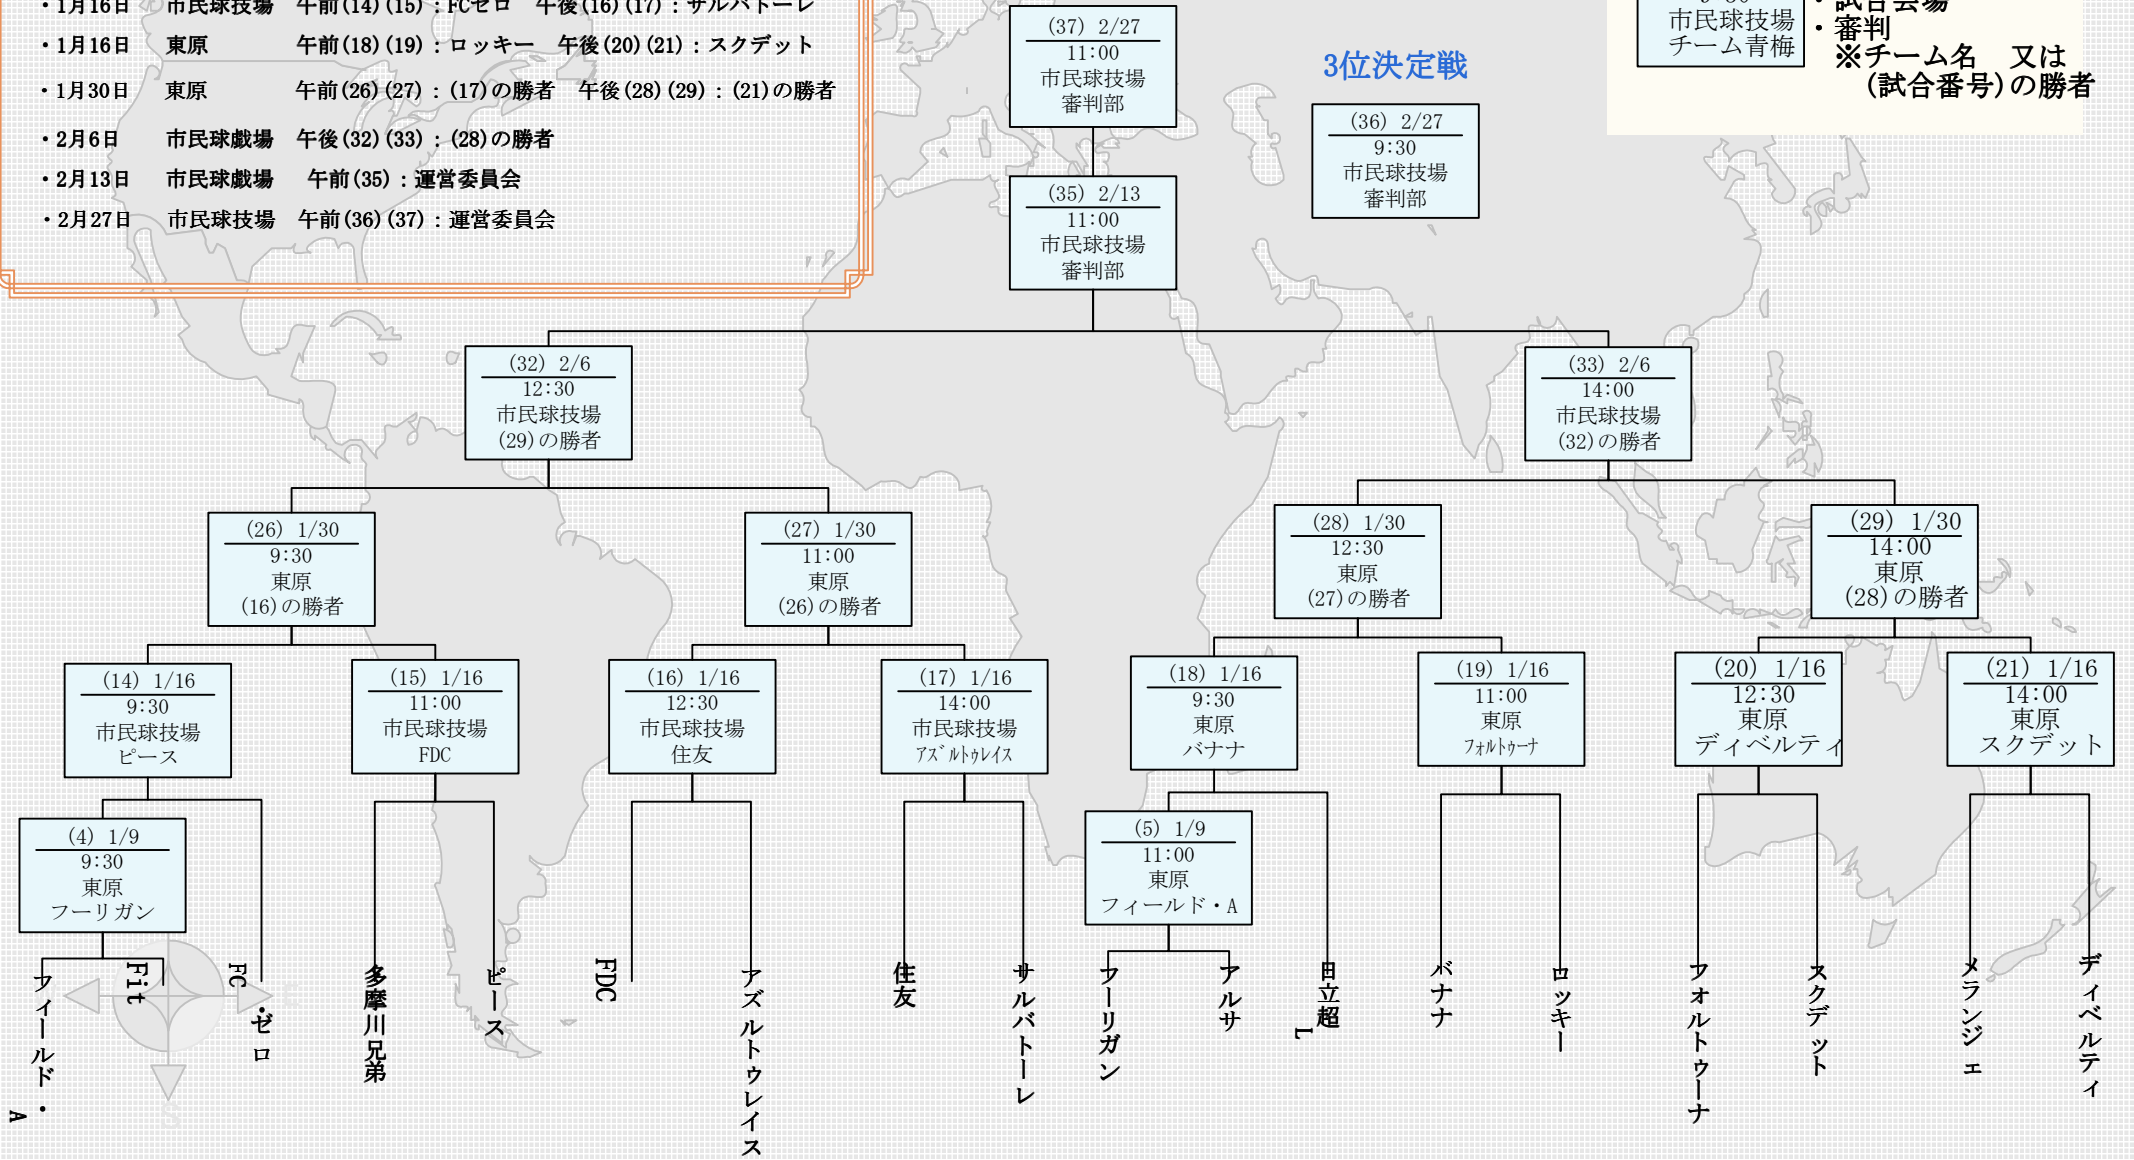 ・1月16日 市民球技場 午前(14)(15)：FCゼロ 午後(16)(17)：サルバトーレ
・1月16日 東原 午前(18)(19)：ロッキー 午後(20)(21)：スクデット
・1月30日 東原 午前(26)(27)：(17)の勝者 午後(28)(29)：(21)の勝者
・2月6日 市民球戯場 午後(32)(33)：(28)の勝者
・2月13日 市民球戯場 午前(35)：運営委員会
・2月27日 市民球技場 午前(36)(37)：運営委員会
市民球技場
チーム青梅
・試合会場
・審判
※チーム名 又は
(試合番号)の勝者
(37) 2/27
11:00
市民球技場
審判部
3位決定戦
(36) 2/27
9:30
市民球技場
審判部
(35) 2/13
11:00
市民球技場
審判部
(32) 2/6
12:30
市民球技場
(29)の勝者
(33) 2/6
14:00
市民球技場
(32)の勝者
(26) 1/30
9:30
東原
(16)の勝者
(27) 1/30
11:00
東原
(26)の勝者
(28) 1/30
12:30
東原
(27)の勝者
(29) 1/30
14:00
東原
(28)の勝者
(14) 1/16
9:30
市民球技場
ピース
(15) 1/16
11:00
市民球技場
FDC
(16) 1/16
12:30
市民球技場
住友
(17) 1/16
14:00
市民球技場
ｱｽﾞﾙﾄｩﾚｲｽ
(18) 1/16
9:30
東原
バナナ
(19) 1/16
11:00
東原
ﾌｫﾙﾄｩｰﾅ
(20) 1/16
12:30
東原
ディベルティ
(21) 1/16
14:00
東原
スクデット
(4) 1/9
9:30
東原
フーリガン
(5) 1/9
11:00
東原
フィールド・A
フィールド・A
Fit
FC・ゼロ
多摩川兄弟
ピース
FDC
アズルトゥレイス
住友
サルバトーレ
フーリガン
アルサ
日立超L
バナナ
ロッキー
フォルトゥーナ
スクデット
メランジェ
ディベルティ
S